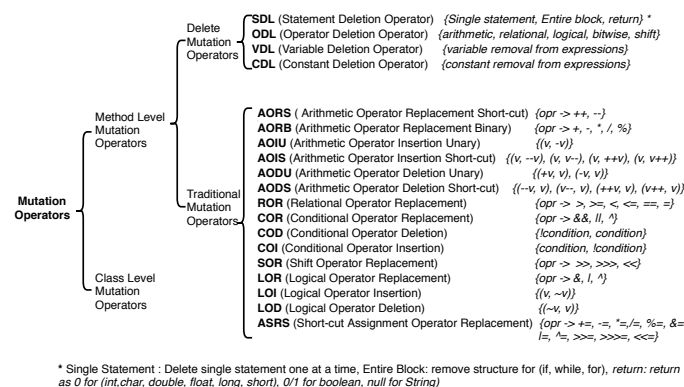 Mutation
Operators
Method Level
Mutation
Operators
Class Level
Mutation
Operators
Delete
Mutation
Operators
SDL (Statement Deletion Operator) {Single statement, Entire block, return} *
ODL (Operator Deletion Operator) {arithmetic, relational, logical, bitwise, shift}
VDL (Variable Deletion Operator) {variable removal from expressions}
CDL (Constant Deletion Operator) {constant removal from expressions}
Traditional
Mutation
Operators
AORS ( Arithmetic Operator Replacement Short-cut) {opr -> ++, --}
AORB (Arithmetic Operator Replacement Binary) {opr -> +, -, *, /, %}
AOIU (Arithmetic Operator Insertion Unary) {(v, -v)}
AOIS (Arithmetic Operator Insertion Short-cut) {(v, --v), (v, v--), (v, ++v), (v, v++)}
AODU (Arithmetic Operator Deletion Unary) {(+v, v), (-v, v)}
AODS (Arithmetic Operator Deletion Short-cut) {(--v, v), (v--, v), (++v, v), (v++, v)}
ROR (Relational Operator Replacement) {opr -> >, >=, <, <=, ==, =}
COR (Conditional Operator Replacement) {opr -> &&, ||, ^}
COD (Conditional Operator Deletion) {!condition, condition}
COI (Conditional Operator Insertion) {condition, !condition}
SOR (Shift Operator Replacement) {opr -> >>, >>>, <<}
LOR (Logical Operator Replacement) {opr -> &, |, ^}
LOI (Logical Operator Insertion) {(v, ~v)}
LOD (Logical Operator Deletion) {(~v, v)}
ASRS (Short-cut Assignment Operator Replacement) {opr -> +=, -=, *=,/=, %=, &=
|=, ^=, >>=, >>>=, <<=}
* Single Statement : Delete single statement one at a time, Entire Block: remove structure for (if, while, for), return: return
as 0 for (int,char, double, float, long, short), 0/1 for boolean, null for String)